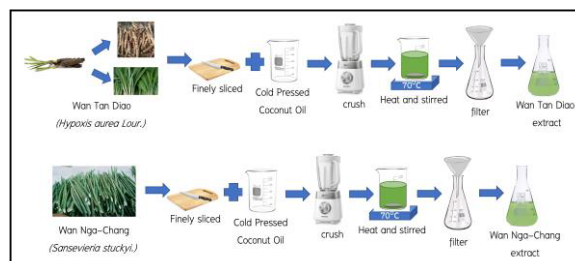 Wan Tan Diao
(Hypoxis aurea Lour.)
Finely sliced
Cold Pressed
Coconut Oil
crush
70°C
Heat and stirred
filter
Wan Tan Diao
extract
Wan Nga-Chang
(Sansevieria stuckyi.)
Finely sliced
Cold Pressed
Coconut Oil
crush
70°C
Heat and stirred
filter
Wan Nga-Chang
extract